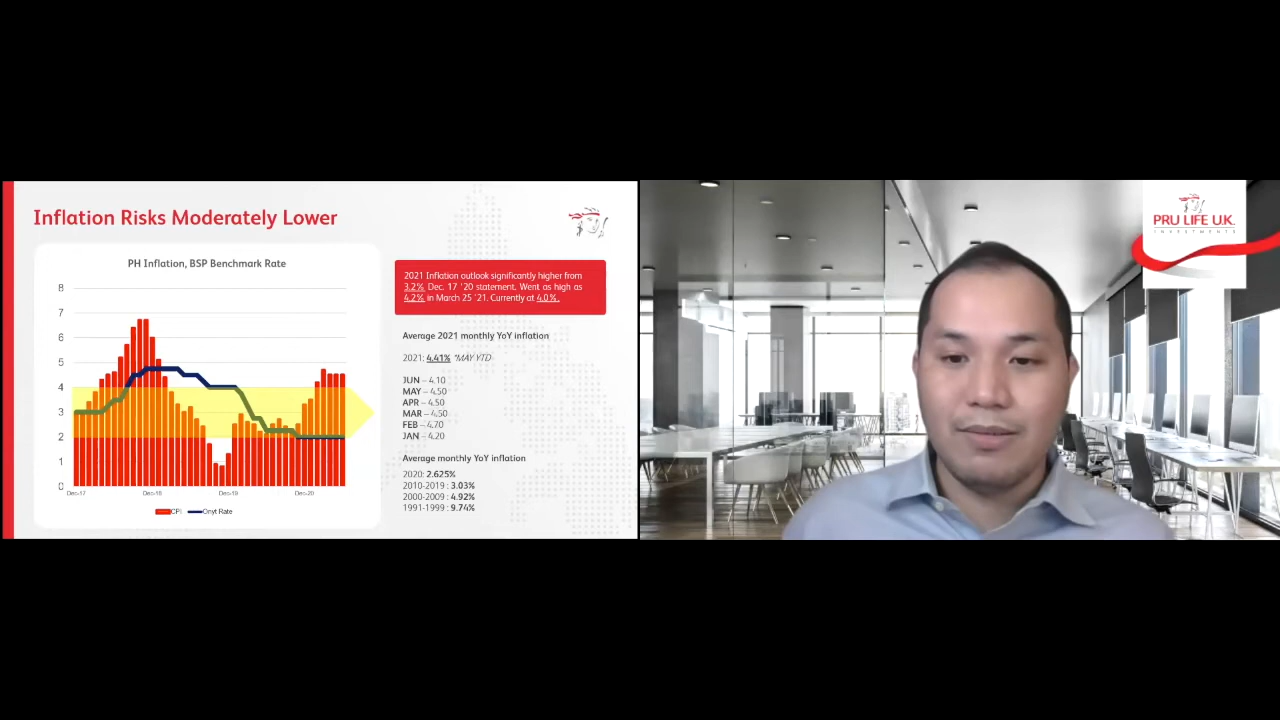 Inflation Risks Moderately Lower
PH Inflation, BSP Benchmark Rate
8
7
6
5
4
3
2
1
0
Dec-17
Dec-18
Dec-19
Dec-20
CPI
Onyt Rate
2021 Inflation outlook significantly higher from
3.2% Dec. 17 '20 statement. Went as high as
4.2% in March 25 '21. Currently at 4.0%.
Average 2021 monthly YoY inflation
2021: 4.41% *MAY YTD
JUN – 4.10
MAY – 4.50
APR – 4.50
MAR – 4.50
FEB – 4.70
JAN – 4.20
Average monthly YoY inflation
2020: 2.625%
2010-2019 : 3.03%
2000-2009 : 4.92%
1991-1999 : 9.74%
PRU LIFE U.K.
INVESTMENTS